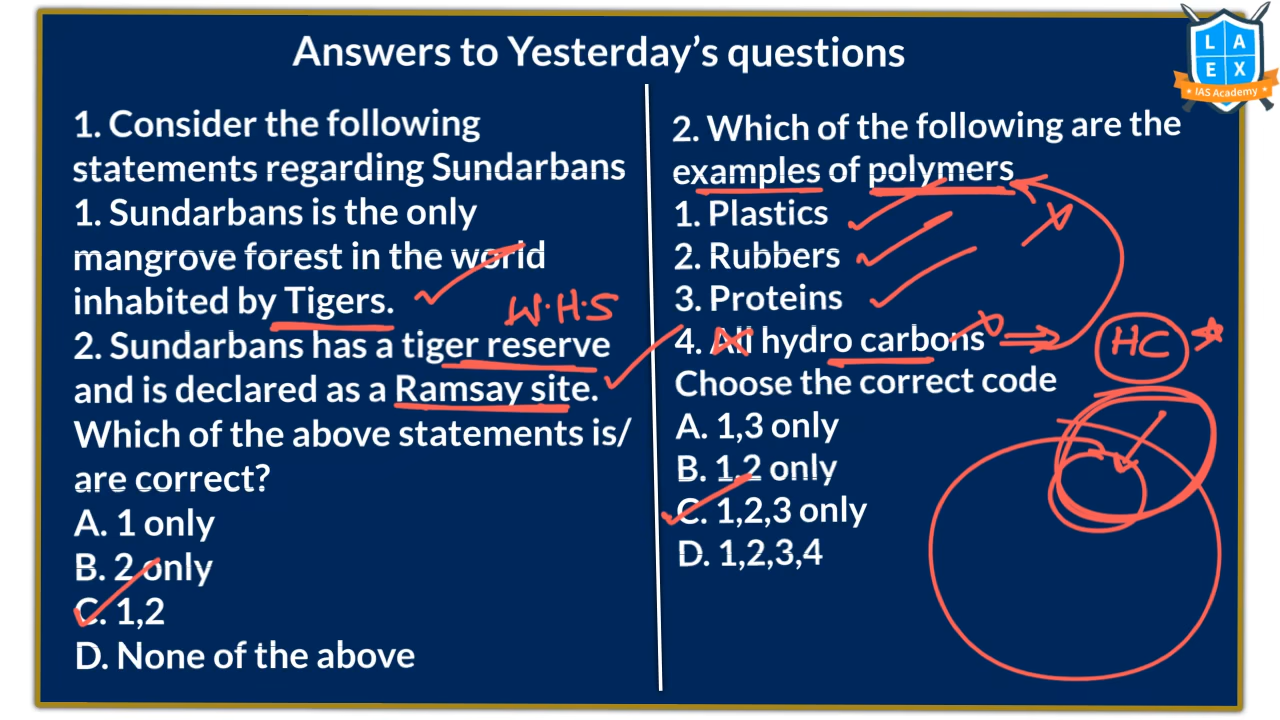 Answers to Yesterday's questions
L A
E X
IAS Academy
1. Consider the following
statements regarding Sundarbans
1. Sundarbans is the only
mangrove forest in the world
inhabited by Tigers.
W.H.S
2. Sundarbans has a tiger reserve
and is declared as a Ramsay site.
Which of the above statements is/
are correct?
A. 1 only
B. 2 only
C. 1,2
D. None of the above
2. Which of the following are the
examples of polymers
1. Plastics
2. Rubbers
3. Proteins
4. All hydro carbons
HC
Choose the correct code
A. 1,3 only
B. 1,2 only
C. 1,2,3 only
D. 1,2,3,4